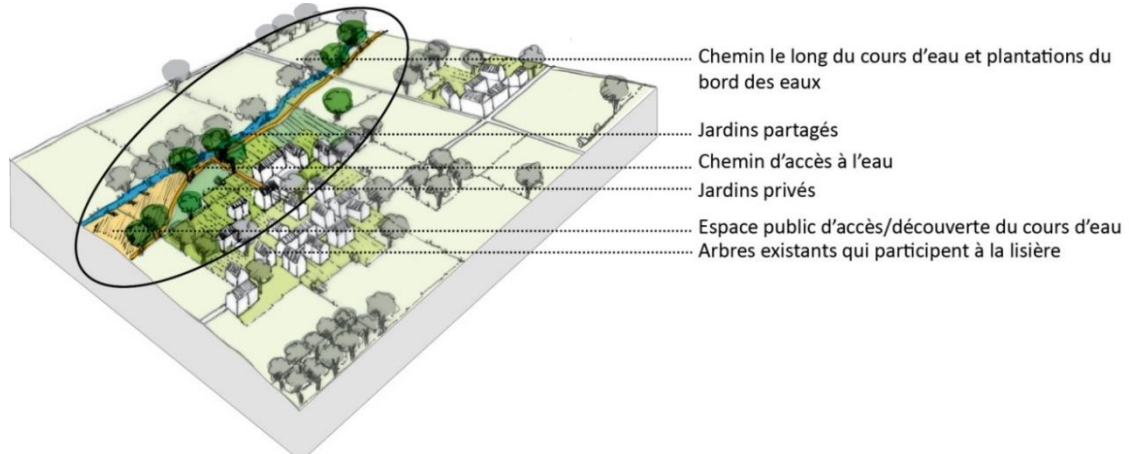 Chemin le long du cours d'eau et plantations du
bord des eaux
Jardins partagés
Chemin d'accès à l'eau
Jardins privés
Espace public d'accès/découverte du cours d'eau
Arbres existants qui participent à la lisière